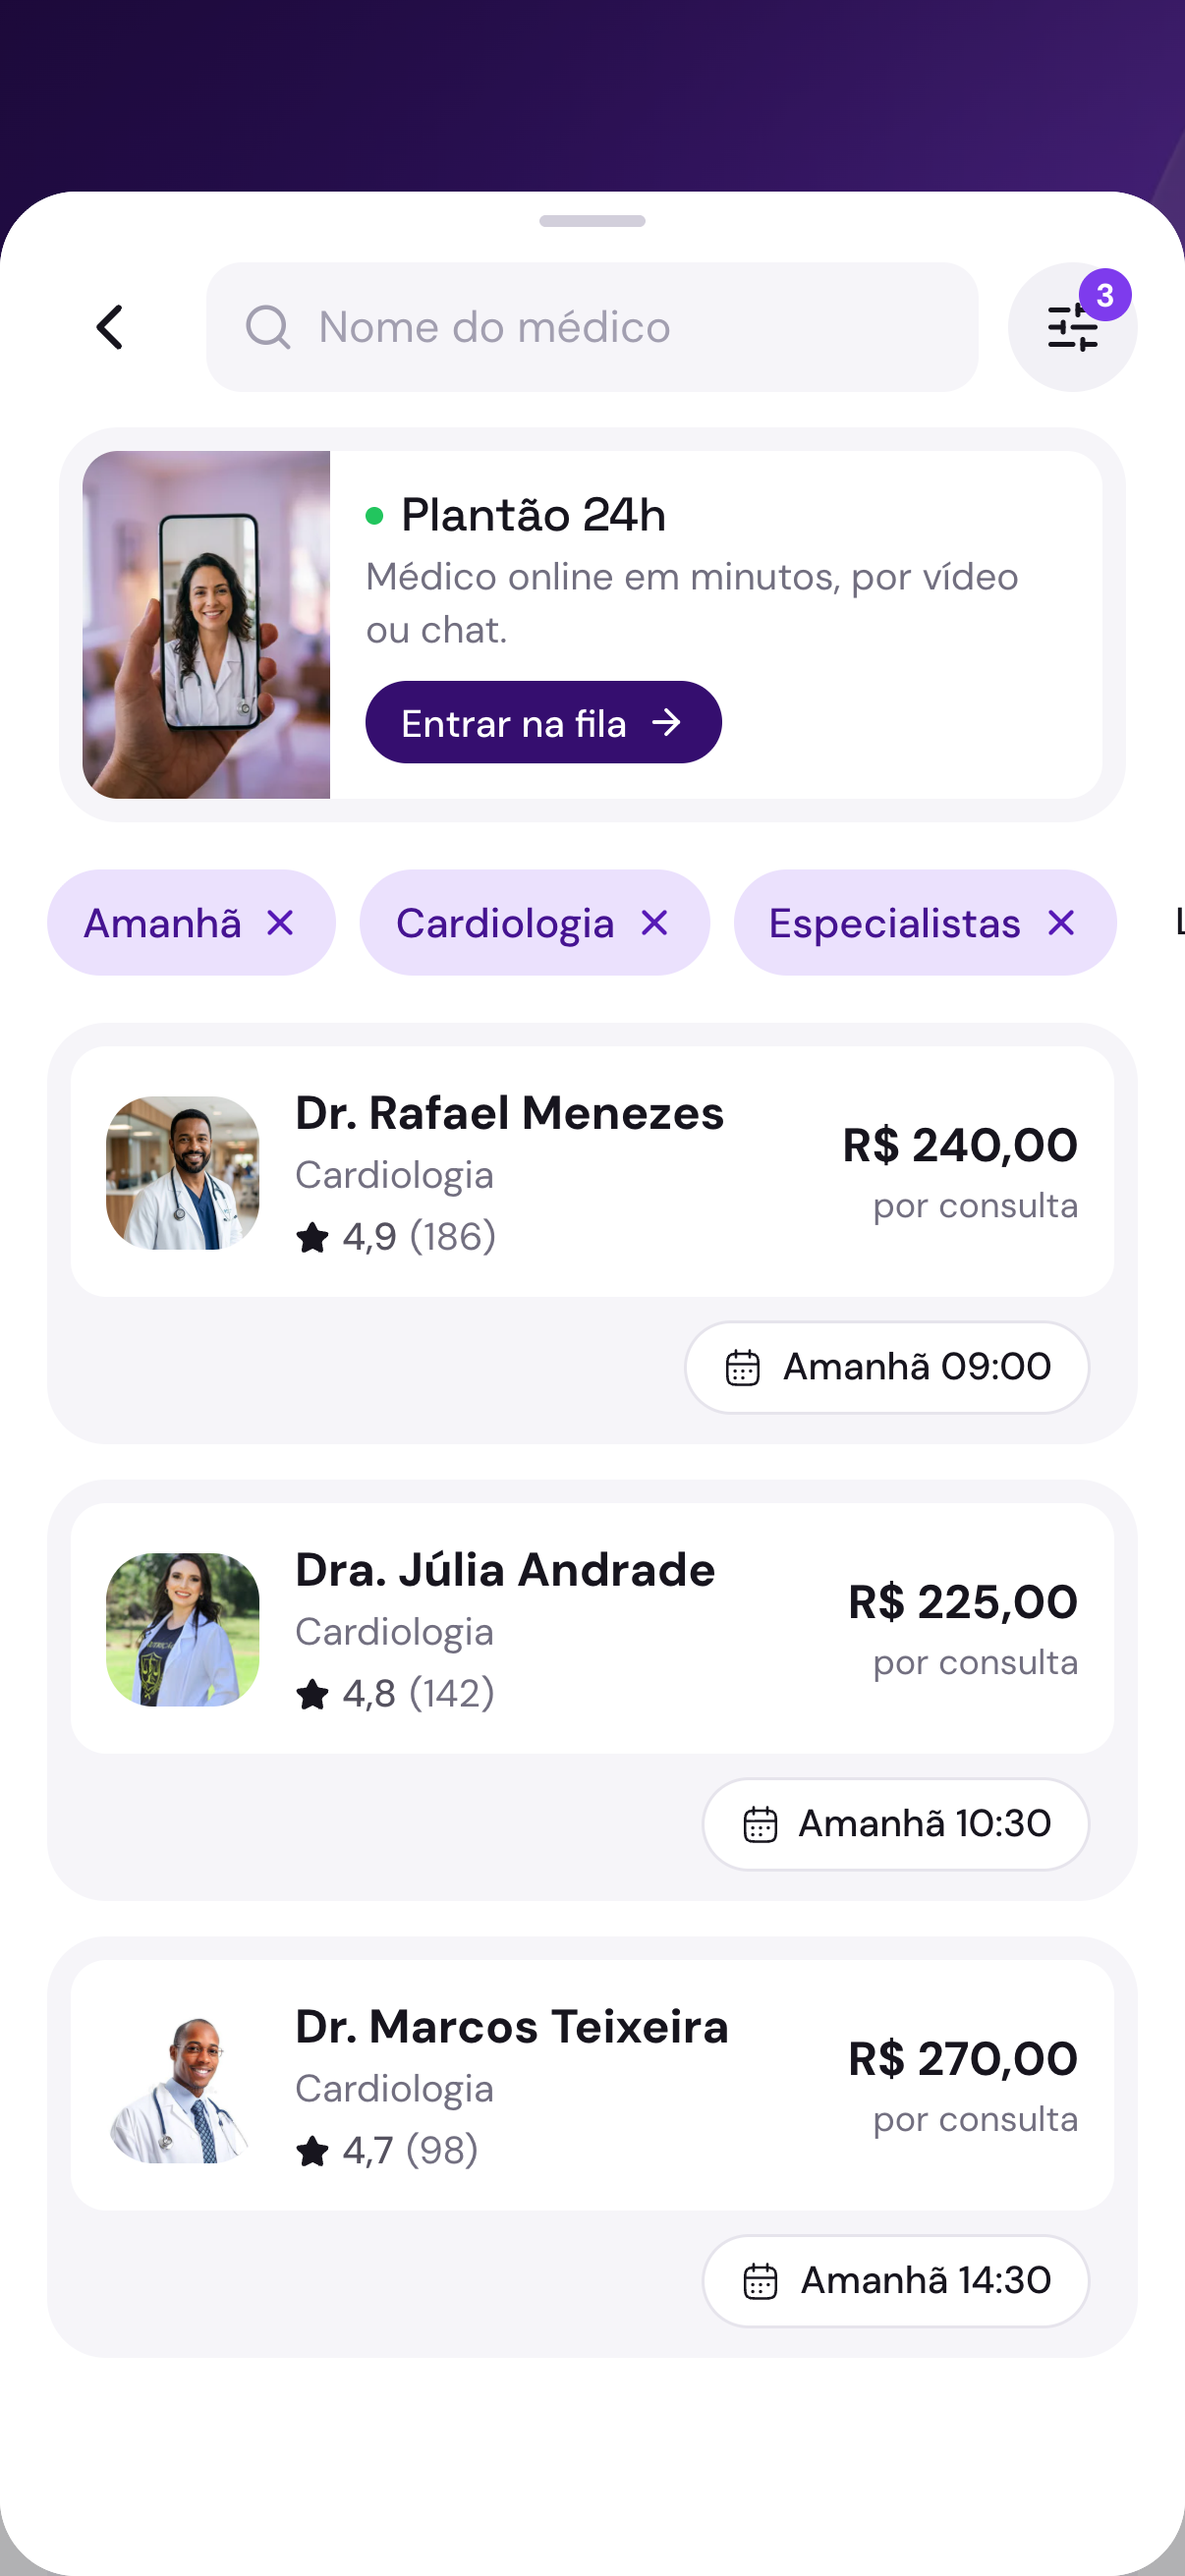 Nome do médico
3
Plantão 24h
Médico online em minutos, por vídeo
ou chat.
Entrar na fila
Amanhã
Cardiologia
Especialistas
Dr. Rafael Menezes
Cardiologia
4,9 (186)
R$ 240,00
por consulta
Amanhã 09:00
Dra. Júlia Andrade
Cardiologia
4,8 (142)
R$ 225,00
por consulta
Amanhã 10:30
Dr. Marcos Teixeira
Cardiologia
4,7 (98)
R$ 270,00
por consulta
Amanhã 14:30